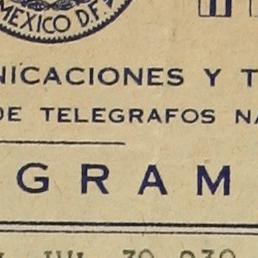 MEXICO D.F.
NICACIONES Y T
DE TELEGRAFOS NA
GRAM